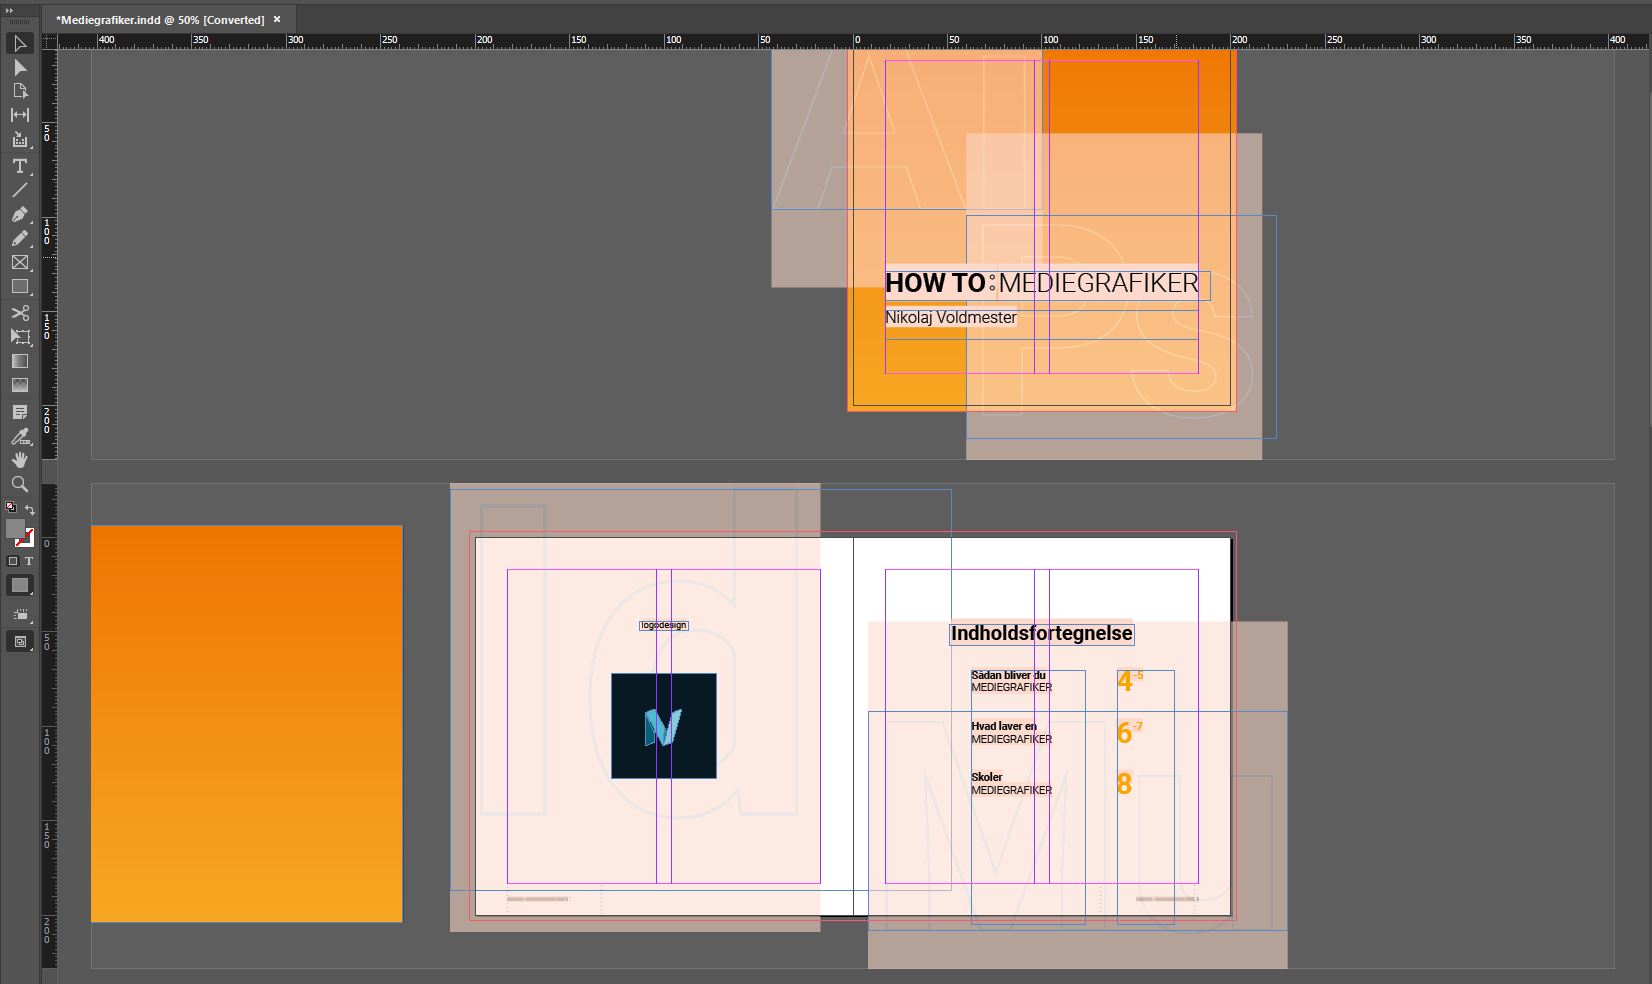 *Mediegrafiker.indd @ 50% [Converted] ×
400 350 300 250 200 150 100 50 0 50 100 150 200 250 300 350 400
50
100
150
200
A I
P S
HOW TO:MEDIEGRAFIKER
Nikolaj Voldmester
0
50
100
150
200
I d
logodesign
Indholdsfortegnelse
Sådan bliver du
MEDIEGRAFIKER
4-5
Hvad laver en
MEDIEGRAFIKER
6-7
Skoler
MEDIEGRAFIKER
8
M u